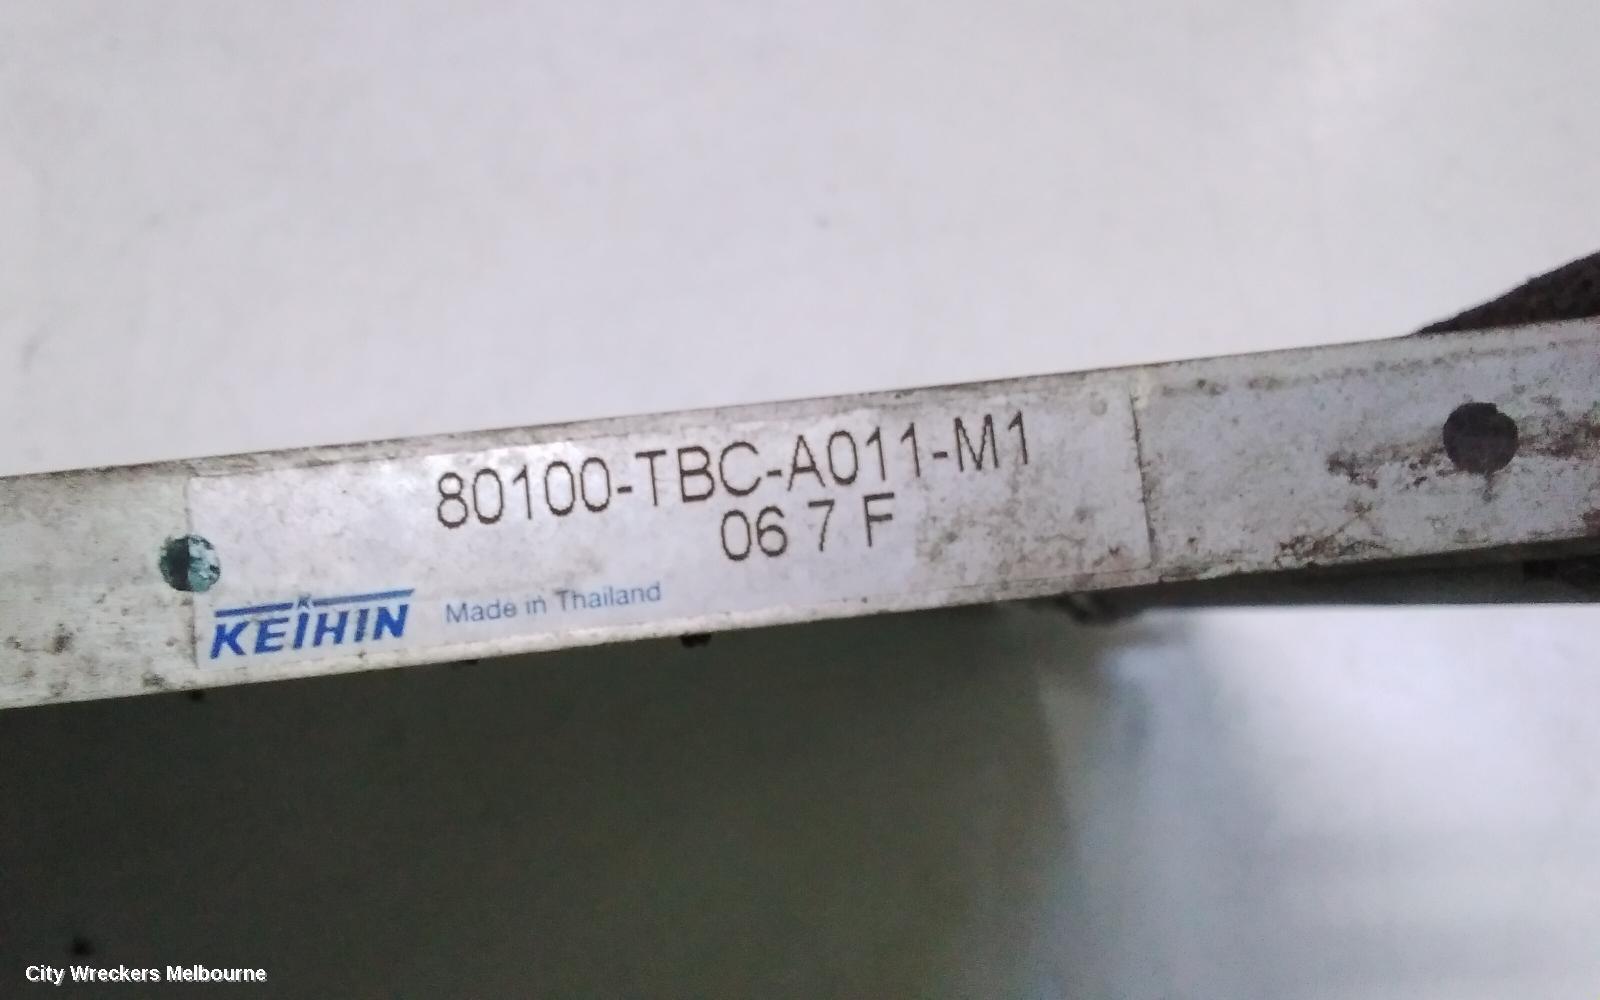 80100-TBC-A011-M1
06 7 F
KEIHIN Made in Thailand
City Wreckers Melbourne